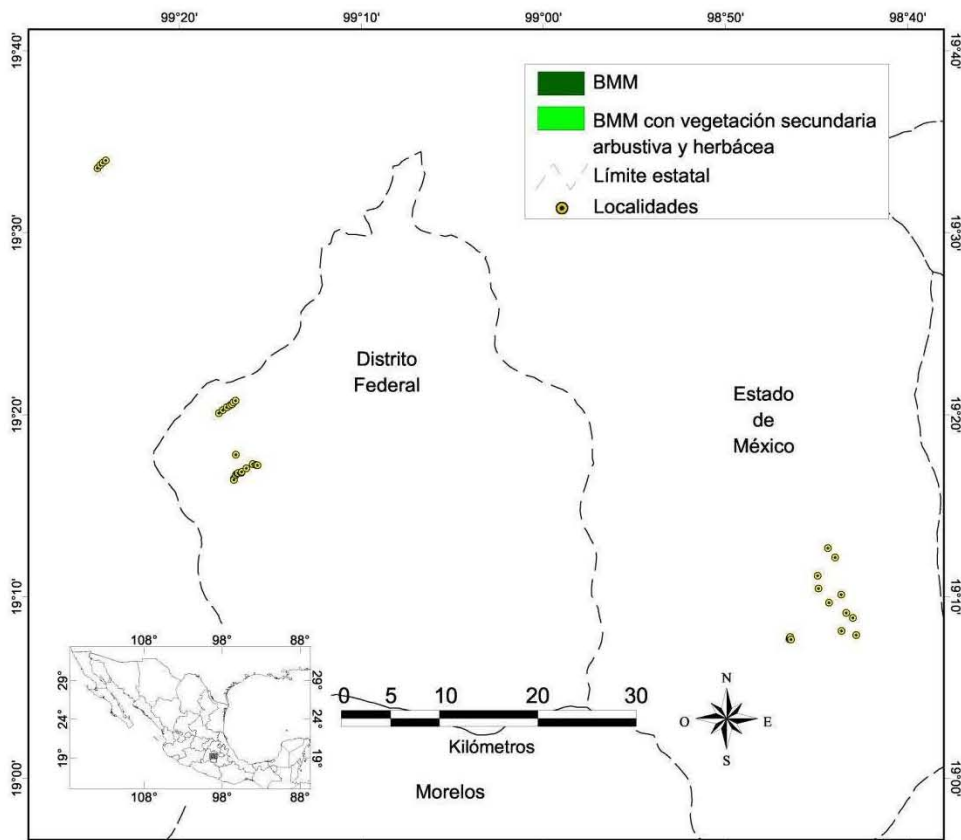 99°20' 99°10' 99°00' 98°50' 98°40'
19°40' 19°40'
BMM
BMM con vegetación secundaria
arbustiva y herbácea
Límite estatal
Localidades
19°30' 19°30'
Distrito
Federal
Estado
de
México
19°20' 19°20'
19°10' 19°10'
108° 98° 88°
29° 29°
24° 24°
19° 19°
108° 98° 88°
0 5 10 20 30
Kilómetros
N
O E
S
Morelos
19°00' 19°00'